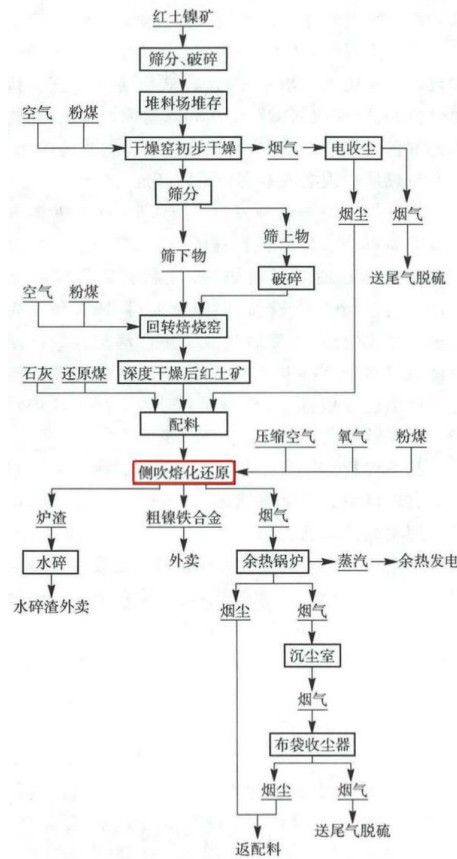 红土镍矿
筛分、破碎
堆料场堆存
空气 粉煤
干燥窑初步干燥 烟气 电收尘
筛分 烟尘 烟气
筛下物 筛上物
送尾气脱硫
破碎
空气 粉煤
回转焙烧窑
石灰 还原煤 深度干燥后红土矿
配料
压缩空气 氧气 粉煤
侧吹熔化还原
炉渣 粗镍铁合金 烟气
水碎 外卖 余热锅炉 蒸汽 余热发电
水碎渣外卖 烟尘 烟气
沉尘室
烟气
布袋收尘器
烟尘 烟气
送尾气脱硫
返配料